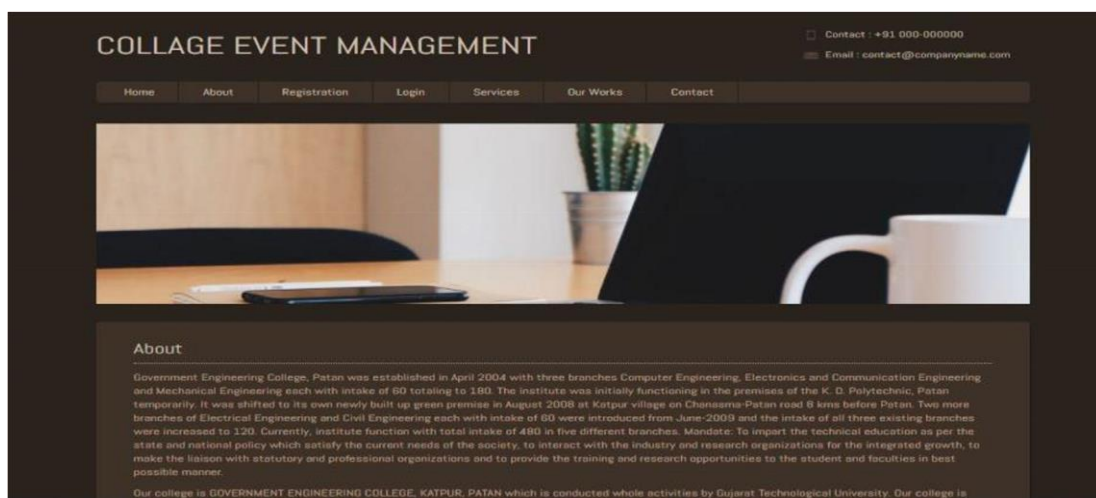 COLLAGE EVENT MANAGEMENT
Contact : +91 000-000000
Email : contact@companyname.com
Home About Registration Login Services Our Works Contact
About
Government Engineering College, Patan was established in April 2004 with three branches Computer Engineering, Electronics and Communication Engineering
and Mechanical Engineering each with intake of 60 totaling to 180. The institute was initially functioning in the premises of the K. D. Polytechnic, Patan
temporarily. It was shifted to its own newly built up green premise in August 2008 at Katpur village on Chanasma-Patan road 8 kms before Patan. Two more
branches of Electrical Engineering and Civil Engineering each with intake of 60 were introduced from June-2009 and the intake of all three existing branches
were increased to 120. Currently, institute function with total intake of 480 in five different branches. Mandate: To impart the technical education as per the
state and national policy which satisfy the current needs of the society, to interact with the industry and research organizations for the integrated growth, to
make the liaison with statutory and professional organizations and to provide the training and research opportunities to the student and faculties in best
possible manner.
Our college is GOVERNMENT ENGINEERING COLLEGE, KATPUR, PATAN which is conducted whole activities by Gujarat Technological University. Our college is